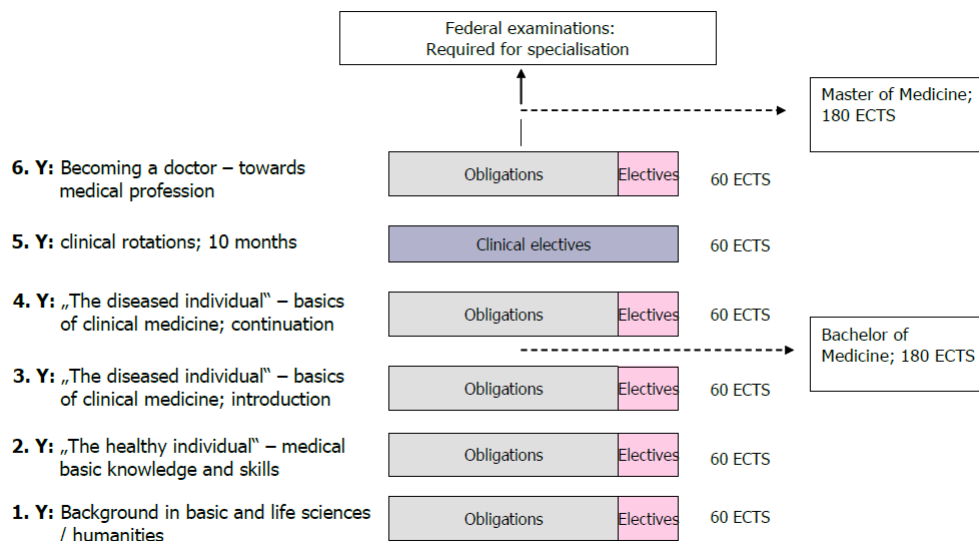 Federal examinations:
Required for specialisation
Master of Medicine;
180 ECTS
6. Y: Becoming a doctor – towards
medical profession
Obligations
Electives
60 ECTS
5. Y: clinical rotations; 10 months
Clinical electives
60 ECTS
4. Y: „The diseased individual“ – basics
of clinical medicine; continuation
Obligations
Electives
60 ECTS
Bachelor of
Medicine; 180 ECTS
3. Y: „The diseased individual“ – basics
of clinical medicine; introduction
Obligations
Electives
60 ECTS
2. Y: „The healthy individual“ – medical
basic knowledge and skills
Obligations
Electives
60 ECTS
1. Y: Background in basic and life sciences
/ humanities
Obligations
Electives
60 ECTS